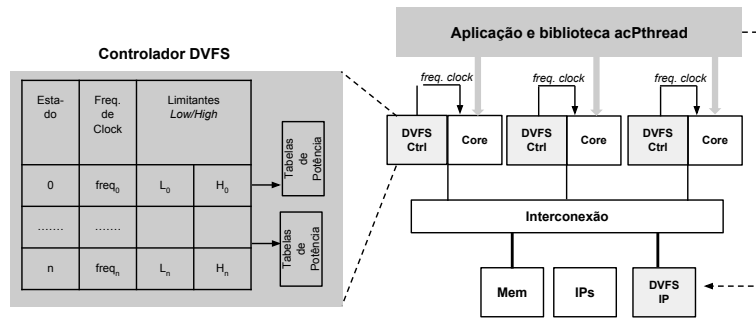 Controlador DVFS
Esta-
do
Freq.
de
Clock
Limitantes
Low/High
0
freq0
L0
H0
.......
.......
n
freqn
Ln
Hn
Tabelas
de
Potência
Tabelas
de
Potência
Aplicação e biblioteca acPthread
freq. clock
freq. clock
freq. clock
DVFS
Ctrl
Core
DVFS
Ctrl
Core
DVFS
Ctrl
Core
Interconexão
Mem
IPs
DVFS
IP